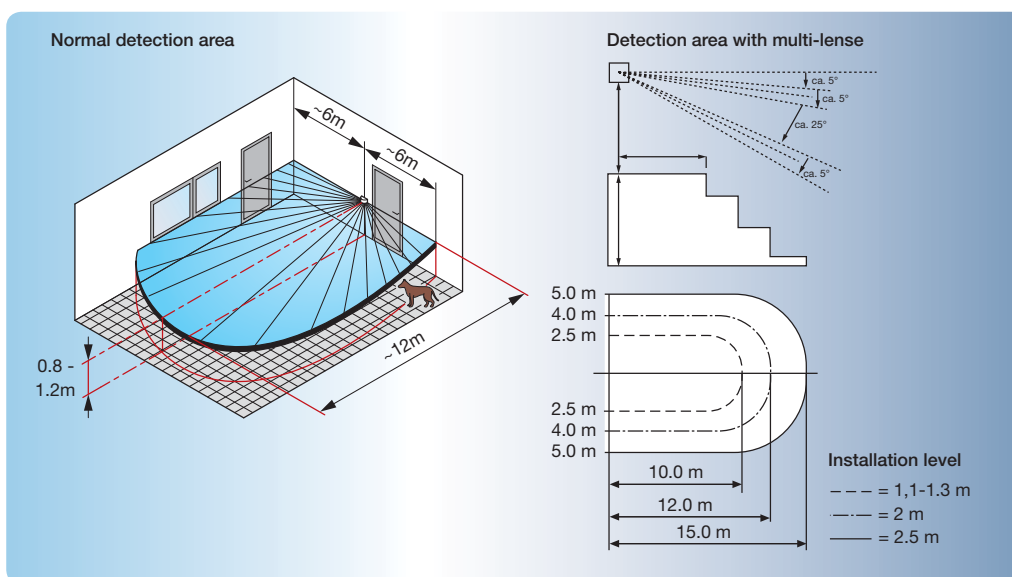 Normal detection area
~6m
~6m
~12m
0.8 -
1.2m
Detection area with multi-lense
ca. 5°
ca. 5°
ca. 25°
ca. 5°
5.0 m
4.0 m
2.5 m
2.5 m
4.0 m
5.0 m
10.0 m
12.0 m
15.0 m
Installation level
= 1,1-1.3 m
= 2 m
= 2.5 m